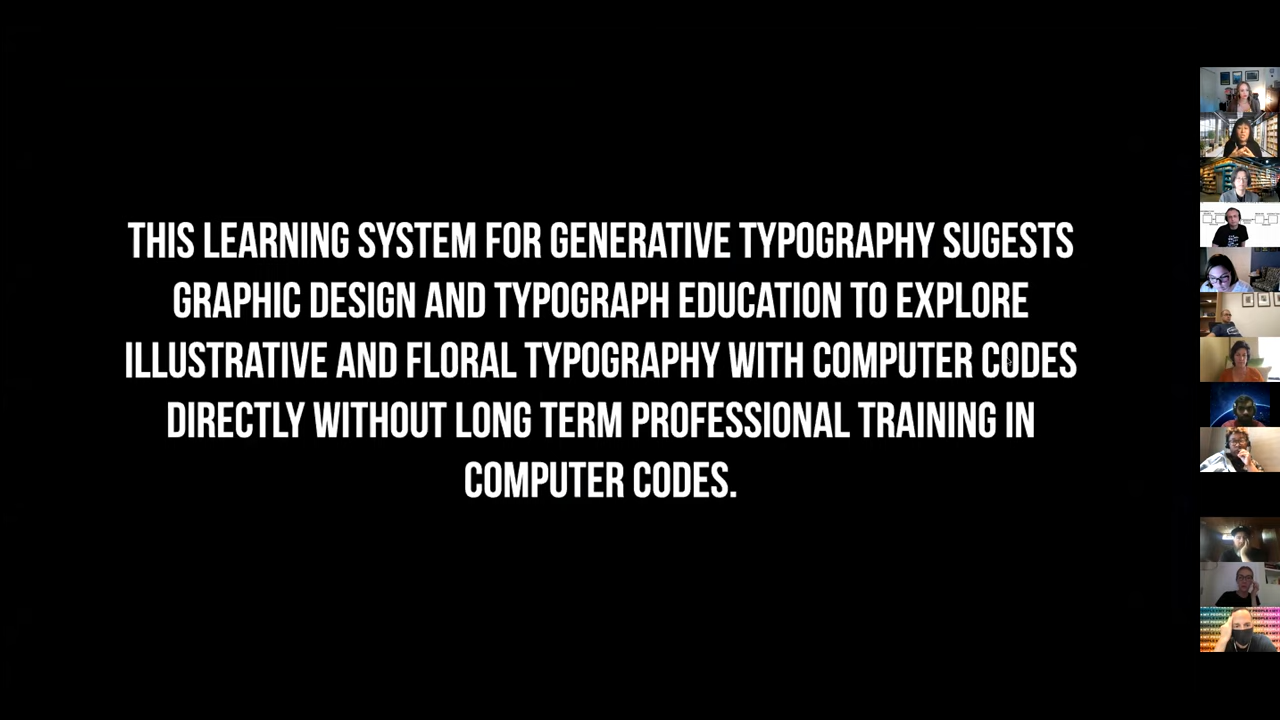 THIS LEARNING SYSTEM FOR GENERATIVE TYPOGRAPHY SUGESTS
GRAPHIC DESIGN AND TYPOGRAPH EDUCATION TO EXPLORE
ILLUSTRATIVE AND FLORAL TYPOGRAPHY WITH COMPUTER CODES
DIRECTLY WITHOUT LONG TERM PROFESSIONAL TRAINING IN
COMPUTER CODES.